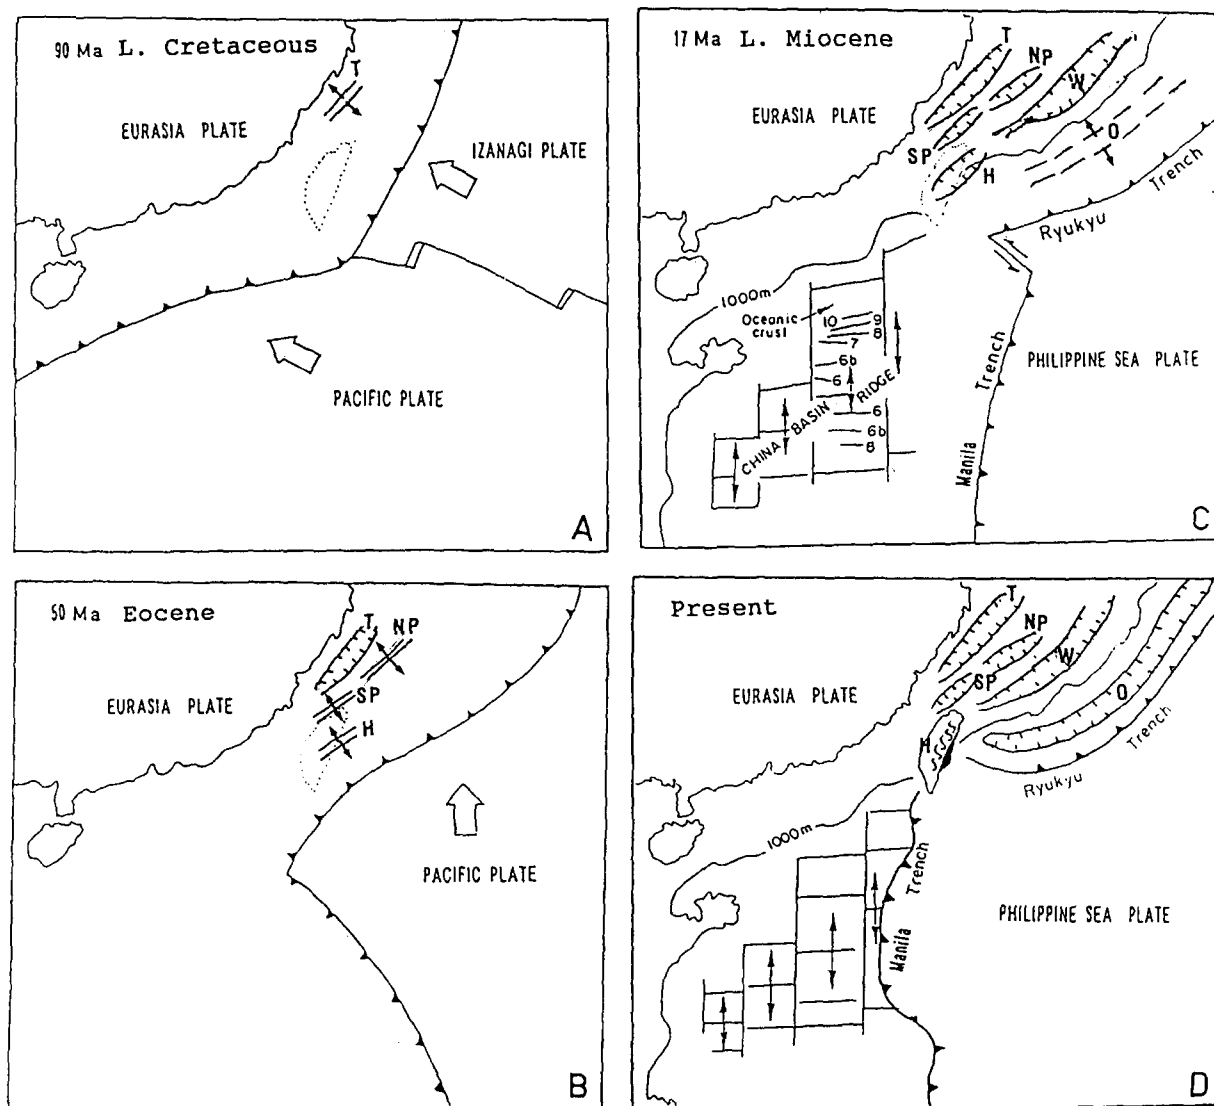 90 Ma L. Cretaceous
T
EURASIA PLATE
IZANAGI PLATE
PACIFIC PLATE
A
50 Ma Eocene
T
NP
SP
H
EURASIA PLATE
PACIFIC PLATE
B
17 Ma L. Miocene
T
NP
W
EURASIA PLATE
O
SP
H
Trench
Ryukyu
1000m
Oceanic
crust
10
9
8
7
6b
6
6
6b
8
CHINA BASIN RIDGE
PHILIPPINE SEA PLATE
Trench
Manila
C
Present
T
NP
W
SP
O
EURASIA PLATE
H
Trench
Ryukyu
1000m
Trench
Manila
PHILIPPINE SEA PLATE
D